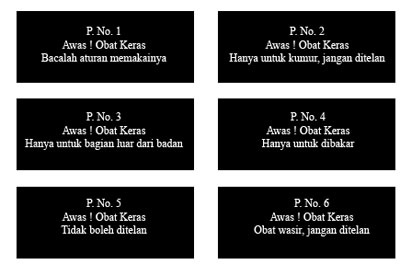 P. No. 1
Awas ! Obat Keras
Bacalah aturan memakainya
P. No. 2
Awas ! Obat Keras
Hanya untuk kumur, jangan ditelan
P. No. 3
Awas ! Obat Keras
Hanya untuk bagian luar dari badan
P. No. 4
Awas ! Obat Keras
Hanya untuk dibakar
P. No. 5
Awas ! Obat Keras
Tidak boleh ditelan
P. No. 6
Awas ! Obat Keras
Obat wasir, jangan ditelan